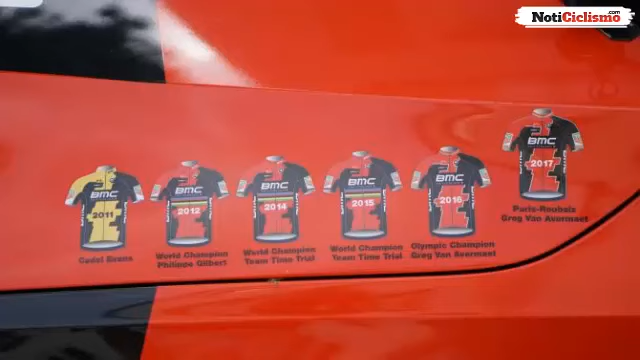 NotiCiclismo.com
BMC
2011
Cadel Evans
BMC
2012
World Champion
Philippe Gilbert
BMC
2014
World Champion
Team Time Trial
BMC
2015
World Champion
Team Time Trial
BMC
2016
Olympic Champion
Greg Van Avermaet
BMC
2017
Paris-Roubaix
Greg Van Avermaet